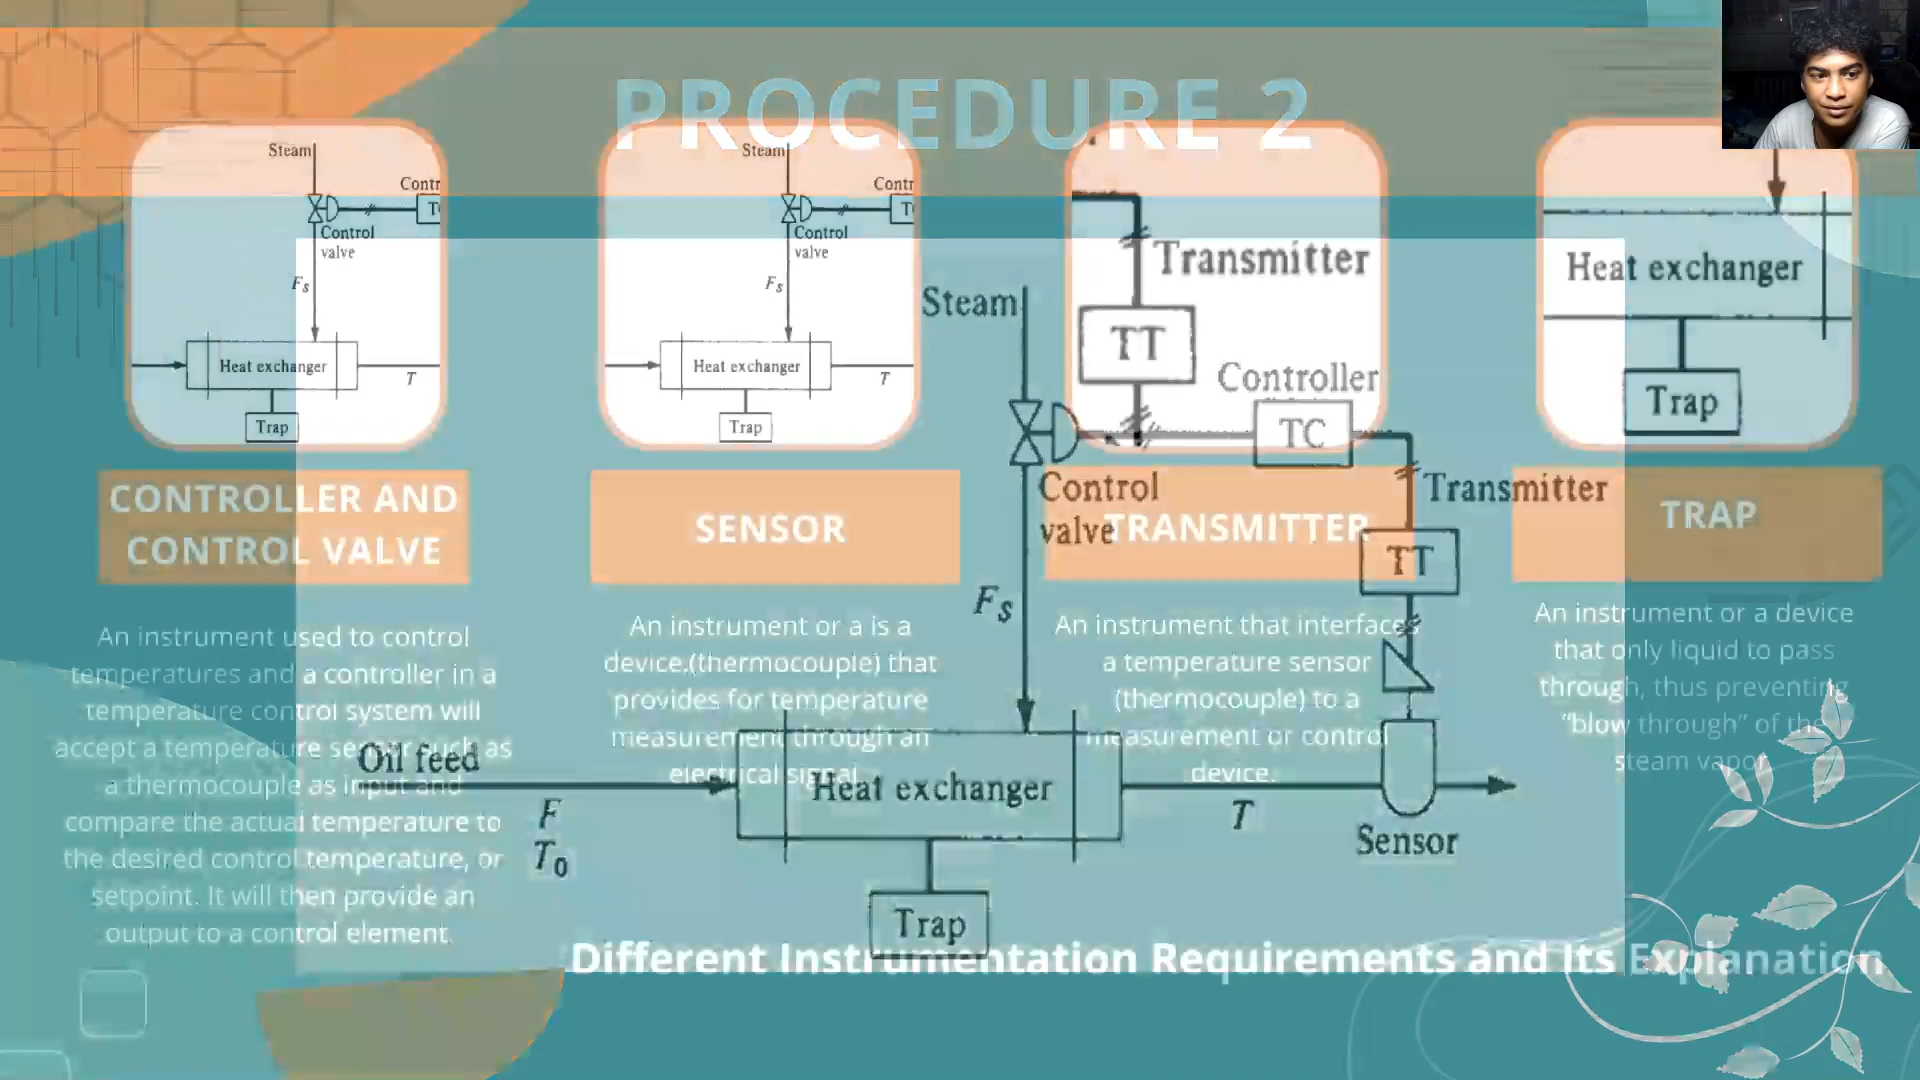 PROCEDURE 2
Steam
Contr
T
Control
valve
Fs
Heat exchanger
T
Trap
Steam
Contr
T
Control
valve
Fs
Heat exchanger
T
Trap
Transmitter
TT
Heat exchanger
Trap
CONTROLLER AND
CONTROL VALVE
An instrument used to control
temperatures and a controller in a
temperature control system will
accept a temperature sensor such as
a thermocouple as input and
compare the actual temperature to
the desired control temperature, or
setpoint. It will then provide an
output to a control element.
SENSOR
An instrument or a is a
device.(thermocouple) that
provides for temperature
measurement through an
electrical signal.
TRANSMITTER
An instrument that interfaces
a temperature sensor
(thermocouple) to a
measurement or control
device.
TRAP
An instrument or a device
that only liquid to pass
through, thus preventing
“blow through” of the
steam vapor.
Steam
Controller
TC
Control
valve
Transmitter
TT
Fs
Oil feed
F
T0
Heat exchanger
T
Sensor
Trap
Different Instrumentation Requirements and Its Explanation